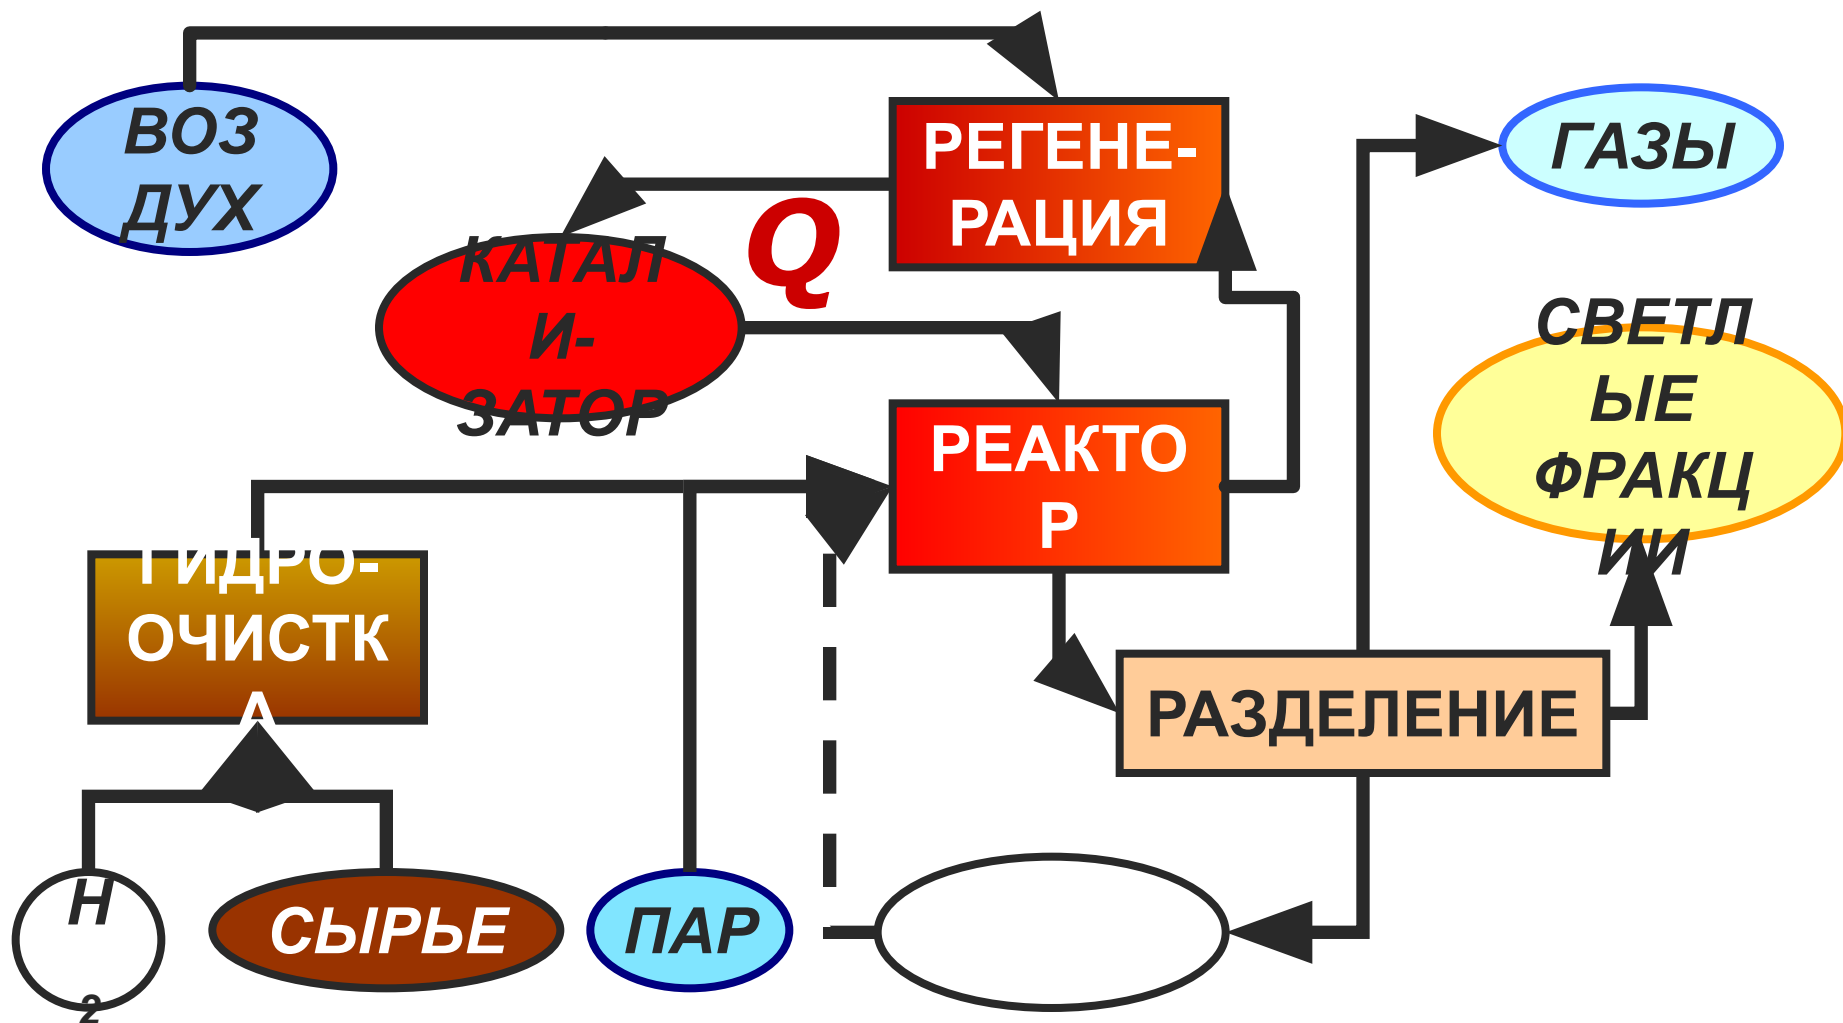 ВОЗ
ДУХ
РЕГЕНЕ-
РАЦИЯ
ГАЗЫ
Q
КАТАЛ
И-
ЗАТОР
СВЕТЛ
ЫЕ
ФРАКЦ
ИИ
РЕАКТО
Р
ГИДРО-
ОЧИСТК
А
РАЗДЕЛЕНИЕ
Н
2
СЫРЬЕ
ПАР